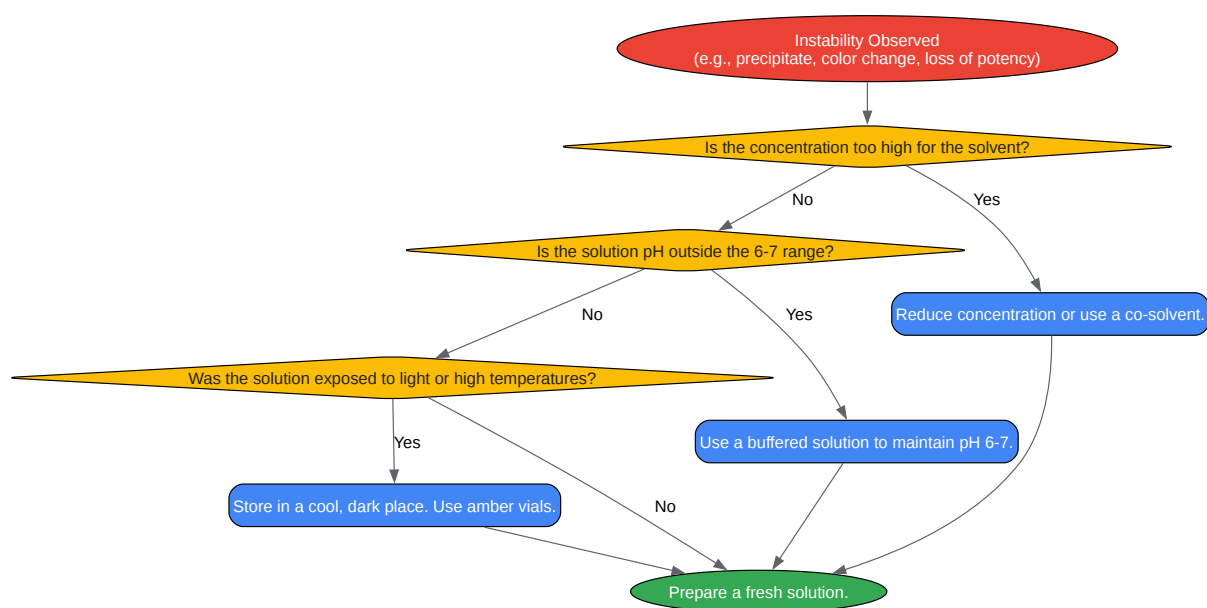 Instability Observed
(e.g., precipitate, color change, loss of potency)
Is the concentration too high for the solvent?
No
Yes
Is the solution pH outside the 6-7 range?
Reduce concentration or use a co-solvent.
No
Yes
Was the solution exposed to light or high temperatures?
Use a buffered solution to maintain pH 6-7.
Yes
No
Store in a cool, dark place. Use amber vials.
Prepare a fresh solution.